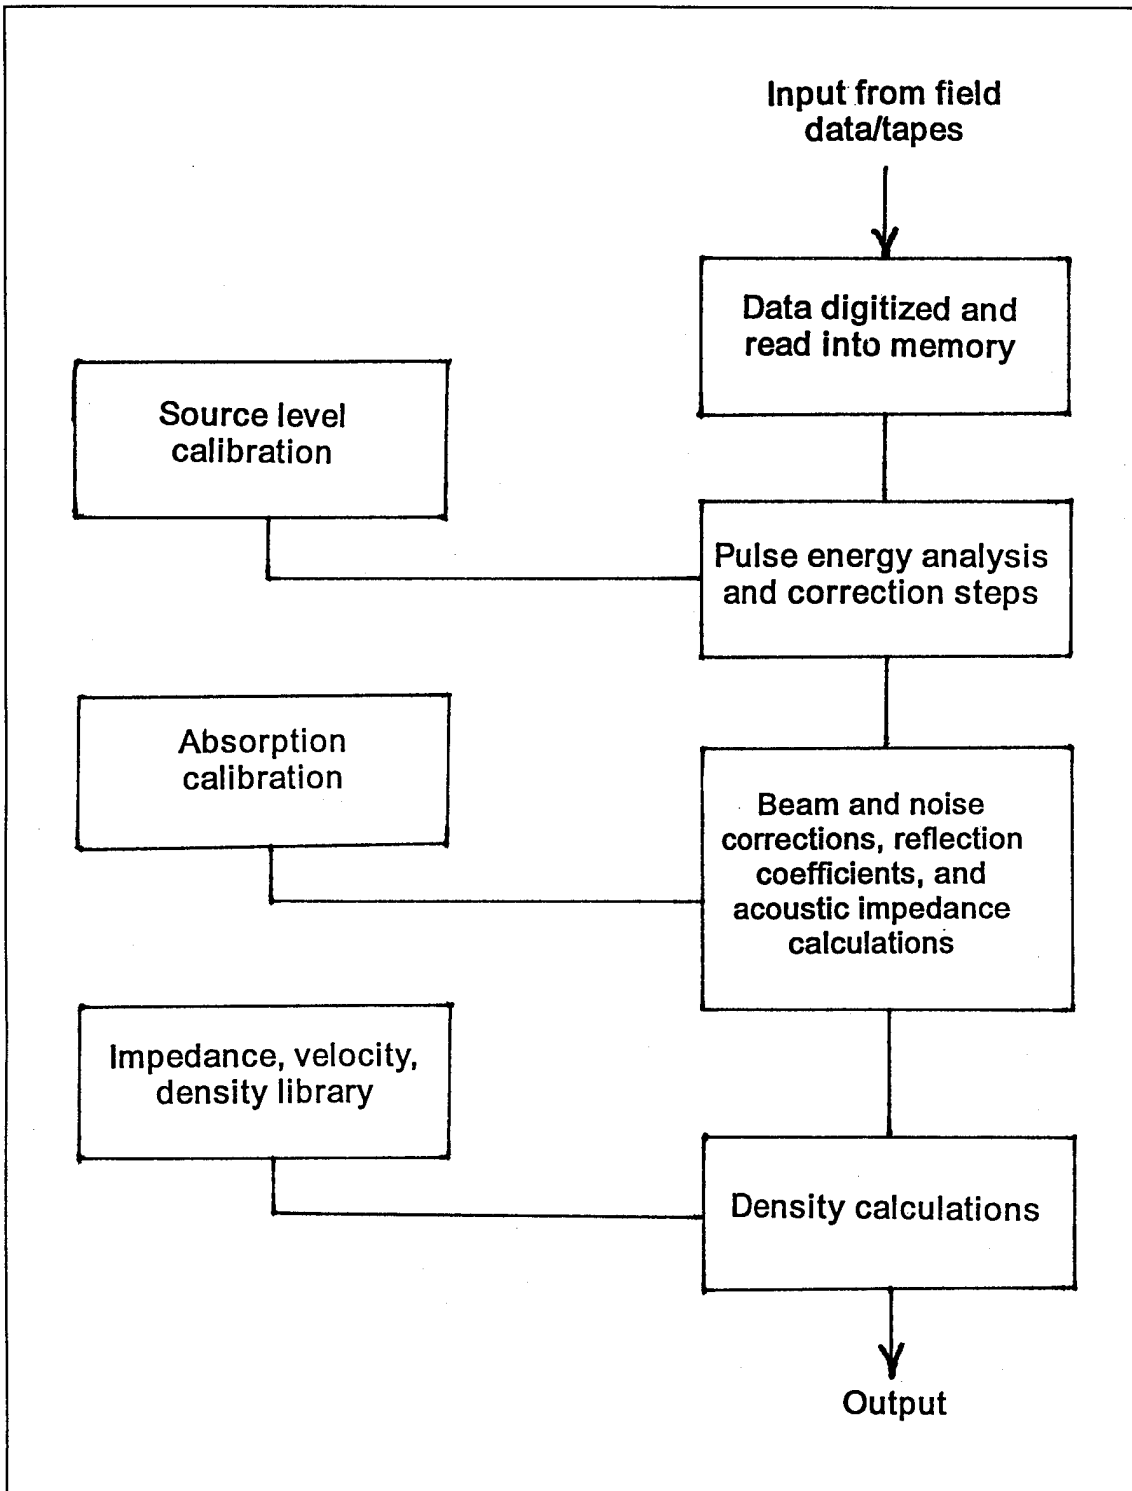 Input from field
data/tapes
Data digitized and
read into memory
Source level
calibration
Pulse energy analysis
and correction steps
Absorption
calibration
Beam and noise
corrections, reflection
coefficients, and
acoustic impedance
calculations
Impedance, velocity,
density library
Density calculations
Output